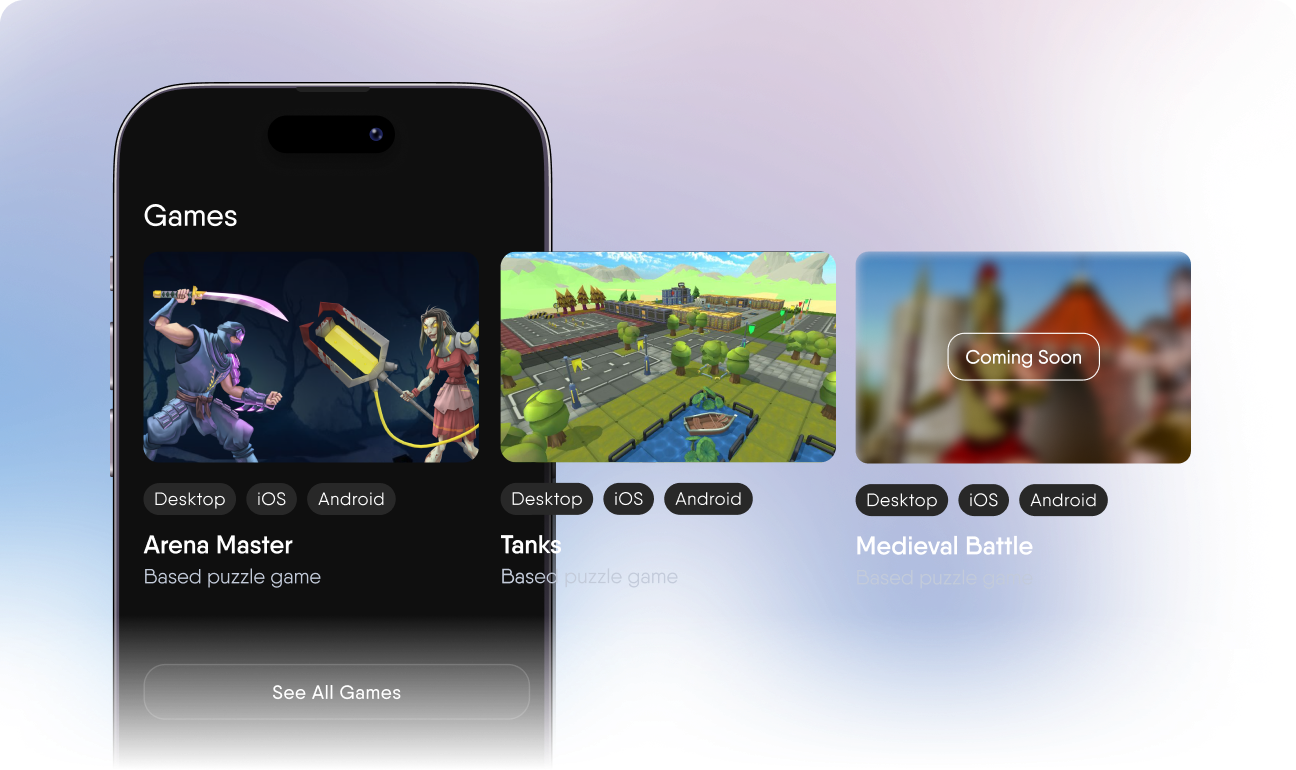 Games
Coming Soon
Desktop iOS Android
Desktop iOS Android
Desktop iOS Android
Arena Master
Based puzzle game
Tanks
Based puzzle game
Medieval Battle
Based puzzle game
See All Games